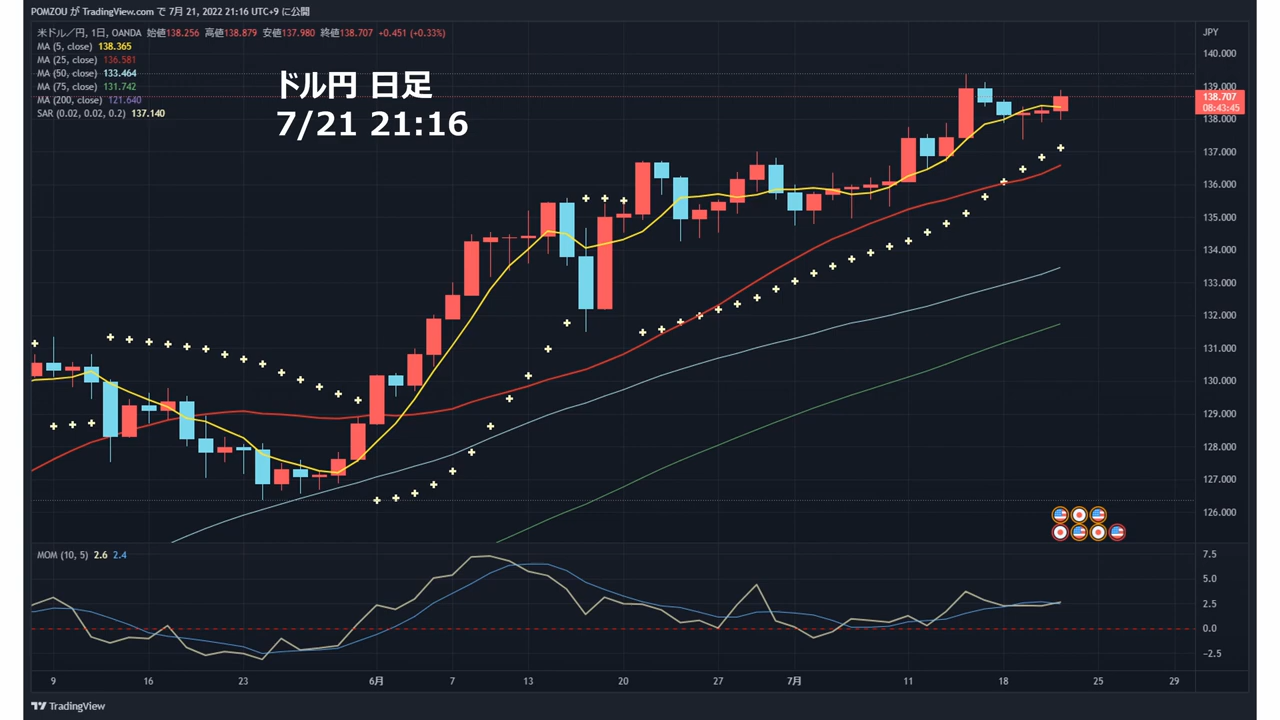 POMZOU が TradingView.com で 7月 21, 2022 21:16 UTC+9 に公開
米ドル／円, 1日, OANDA 始値138.256 高値138.879 安値137.980 終値138.707 +0.451 (+0.33%)
JPY
MA (5, close) 138.365
MA (25, close) 136.581
MA (50, close) 133.464
MA (75, close) 131.742
MA (200, close) 121.640
SAR (0.02, 0.02, 0.2) 137.140
ドル円 日足
7/21 21:16
140.000
139.000
138.707
08:43:45
138.000
137.000
136.000
135.000
134.000
133.000
132.000
131.000
130.000
129.000
128.000
127.000
126.000
MOM (10, 5) 2.6 2.4
7.5
5.0
2.5
0.0
−2.5
9 16 23 6月 7 13 20 27 7月 11 18 25 29
TradingView